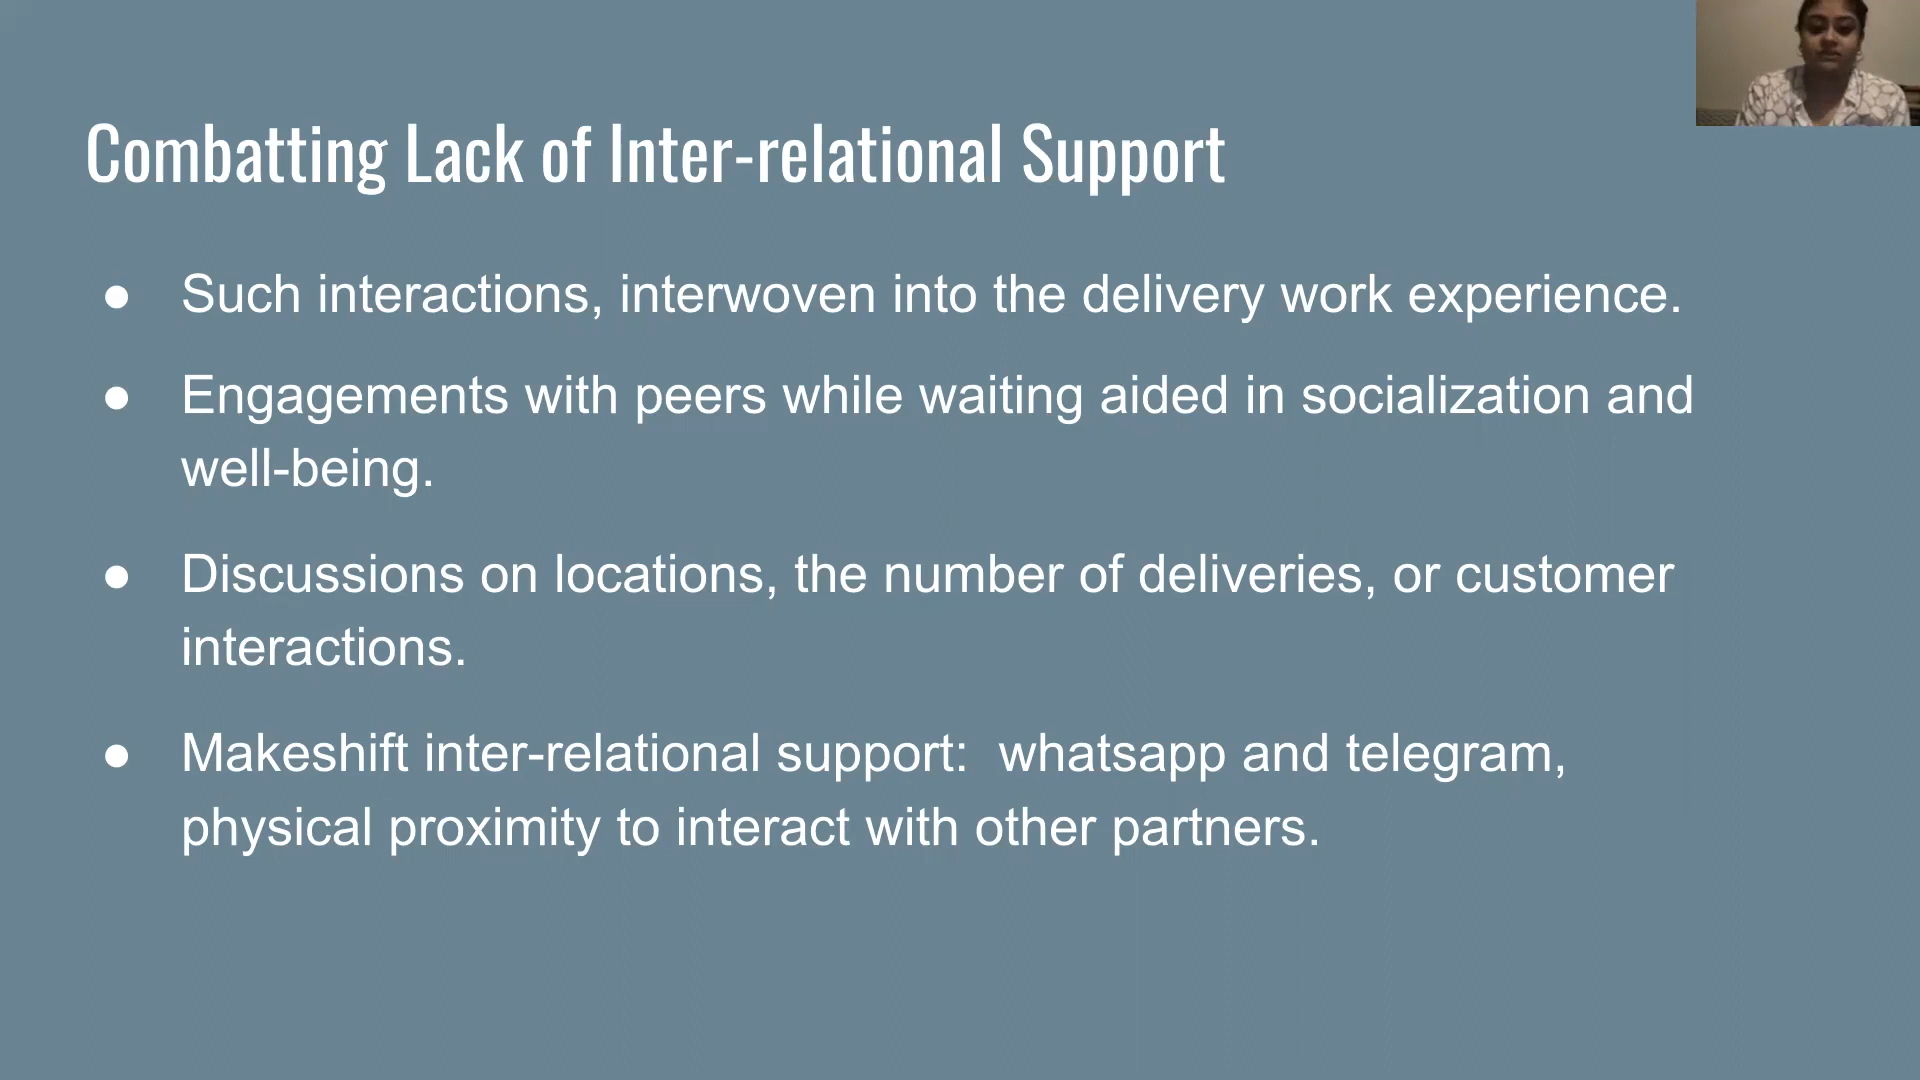 Combatting Lack of Inter-relational Support
● Such interactions, interwoven into the delivery work experience.
● Engagements with peers while waiting aided in socialization and
well-being.
● Discussions on locations, the number of deliveries, or customer
interactions.
● Makeshift inter-relational support:  whatsapp and telegram,
physical proximity to interact with other partners.